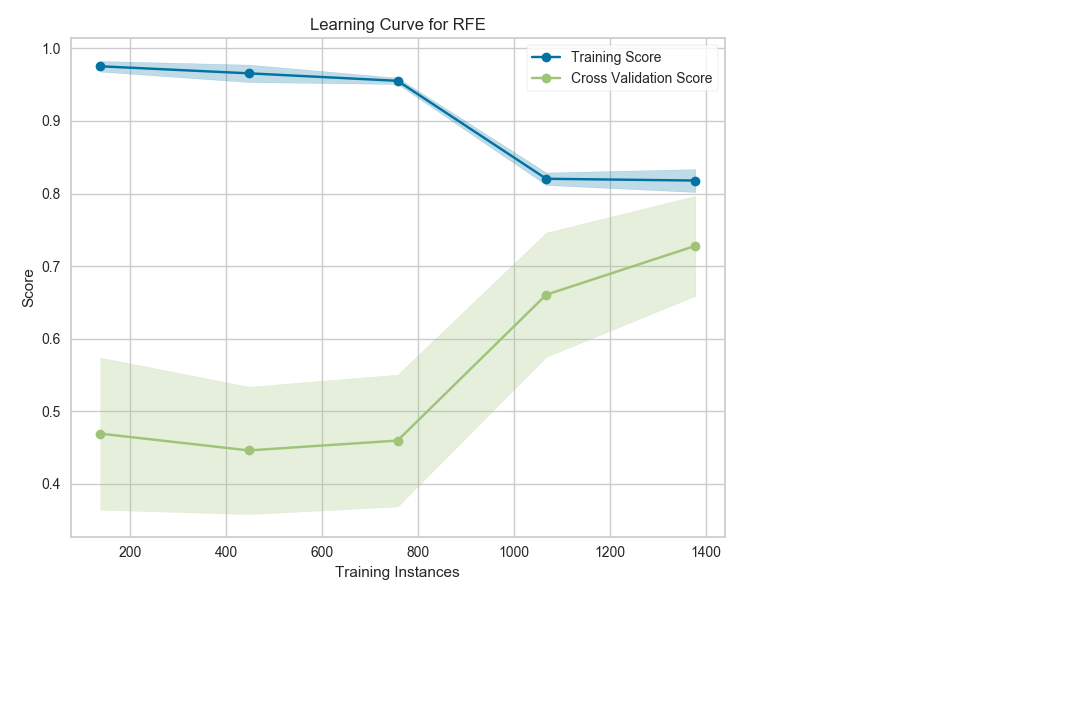 Learning Curve for RFE
Training Score
Cross Validation Score
1.0
0.9
0.8
0.7
0.6
0.5
0.4
Score
200 400 600 800 1000 1200 1400
Training Instances